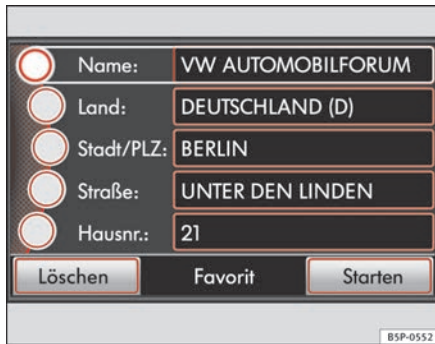 Name: VW AUTOMOBILFORUM
Land: DEUTSCHLAND (D)
Stadt/PLZ: BERLIN
Straße: UNTER DEN LINDEN
Hausnr.: 21
Löschen Favorit Starten
B5P-0552